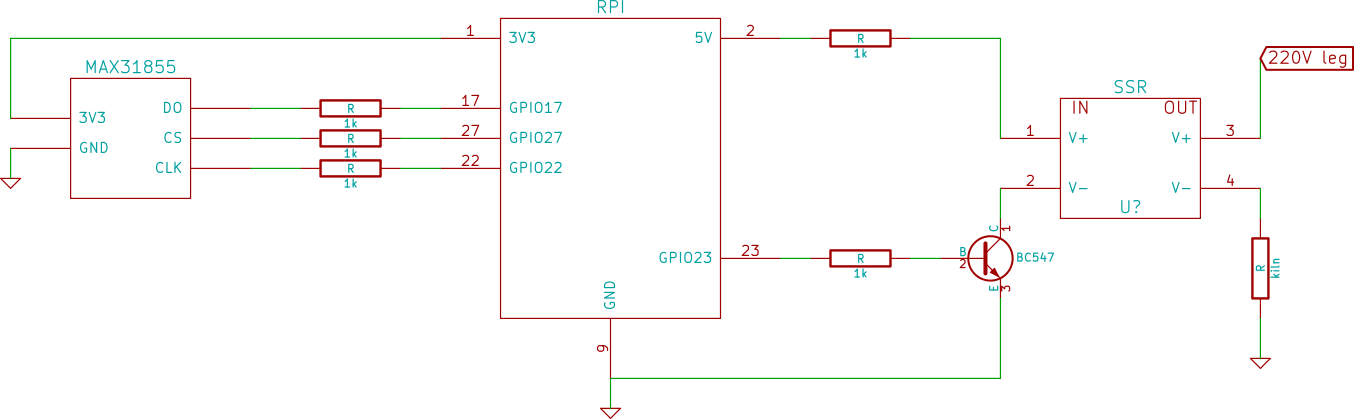 RPI
1
3V3
5V
2
R
1k
220V leg
MAX31855
SSR
3V3
GND
DO
CS
CLK
R
1k
R
1k
R
1k
17
27
22
GPIO17
GPIO27
GPIO22
IN
OUT
1
V+
V+
3
2
V-
V-
4
U?
GPIO23
23
R
1k
B
2
C
1
E
3
BC547
R
kiln
GND
9